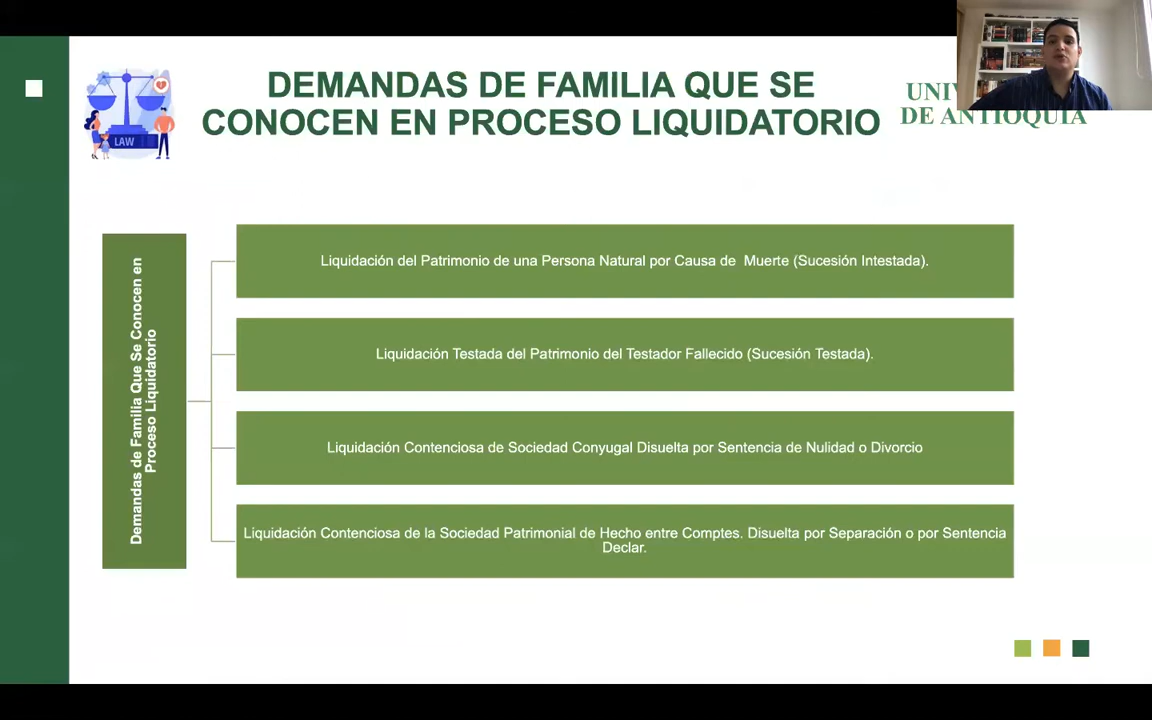 DEMANDAS DE FAMILIA QUE SE
CONOCEN EN PROCESO LIQUIDATORIO
DE ANTIOQUIA
LAW
Demandas de Familia Que Se Conocen en
Proceso Liquidatorio
Liquidación del Patrimonio de una Persona Natural por Causa de Muerte (Sucesión Intestada).
Liquidación Testada del Patrimonio del Testador Fallecido (Sucesión Testada).
Liquidación Contenciosa de Sociedad Conyugal Disuelta por Sentencia de Nulidad o Divorcio
Liquidación Contenciosa de la Sociedad Patrimonial de Hecho entre Comptes. Disuelta por Separación o por Sentencia
Declar.